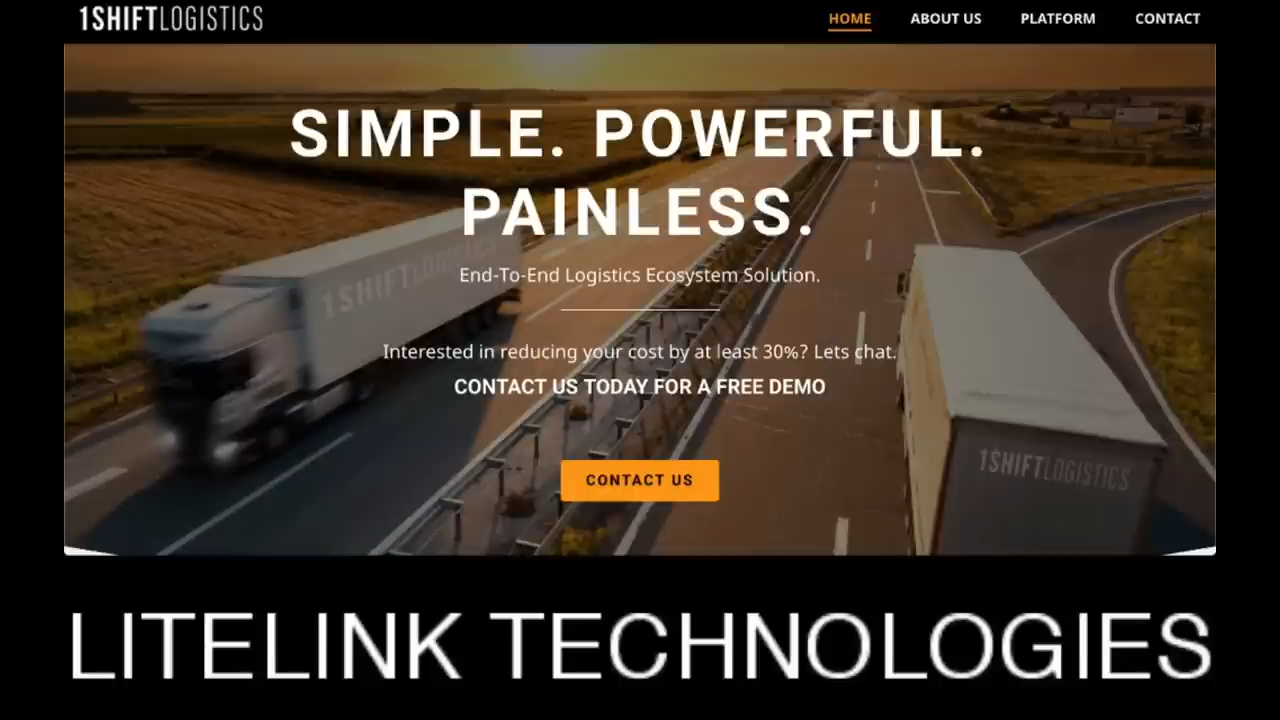 1SHIFTLOGISTICS
HOME ABOUT US PLATFORM CONTACT
SIMPLE. POWERFUL.
PAINLESS.
End-To-End Logistics Ecosystem Solution.
1SHIFTLOGISTICS
Interested in reducing your cost by at least 30%? Lets chat.
CONTACT US TODAY FOR A FREE DEMO
1SHIFTLOGISTICS
CONTACT US
LITELINK TECHNOLOGIES